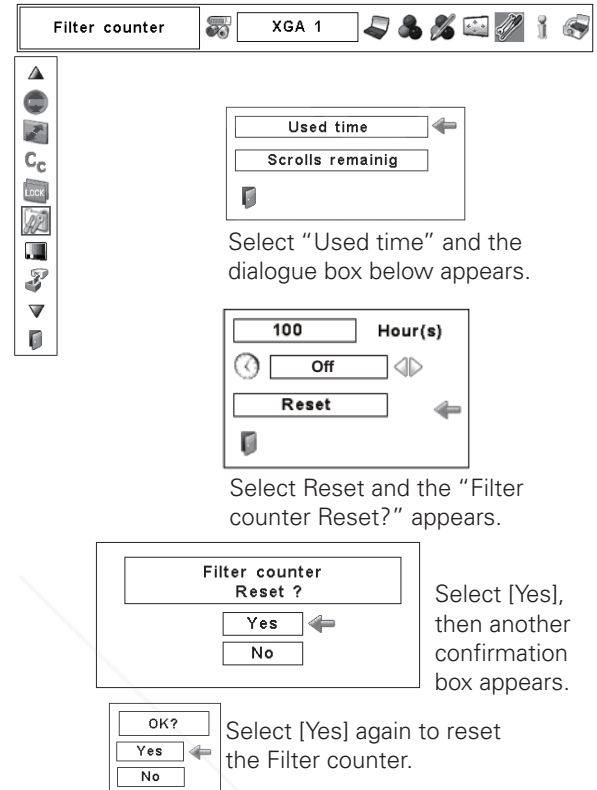 Filter counter
XGA 1
Cc
LOCK
Used time
Scrolls remainig
Select “Used time” and the
dialogue box below appears.
100 Hour(s)
Off
Reset
Select Reset and the “Filter
counter Reset?” appears.
Filter counter
Reset ?
Yes
No
Select [Yes],
then another
confirmation
box appears.
OK?
Yes
No
Select [Yes] again to reset
the Filter counter.